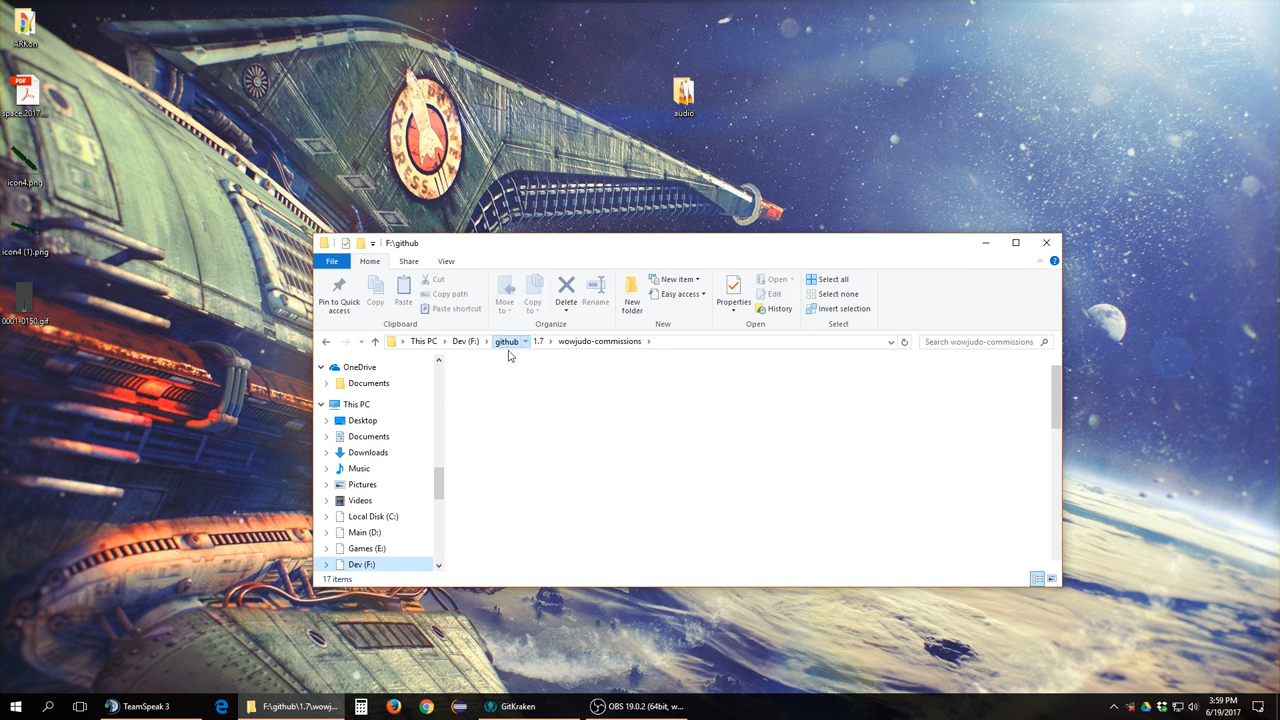 ARKon
PDF
space.2017....
icon4.png
icon4 (1).png
0001-0150.gif
audio
PLANET EXPRESS
F:\github
File
Home
Share
View
Pin to Quick access
Copy
Paste
Cut
Copy path
Paste shortcut
Clipboard
Move to
Copy to
Delete
Rename
Organize
New folder
New item
Easy access
New
Properties
Open
Edit
History
Open
Select all
Select none
Invert selection
Select
This PC
Dev (F:)
github
1.7
wowjudo-commissions
Search wowjudo-commissions
OneDrive
Documents
This PC
Desktop
Documents
Downloads
Music
Pictures
Videos
Local Disk (C:)
Main (D:)
Games (E:)
Dev (F:)
17 items
TeamSpeak 3
F:\github\1.7\wowj...
GitKraken
OBS 19.0.2 (64bit, w...
3:59 PM
6/19/2017